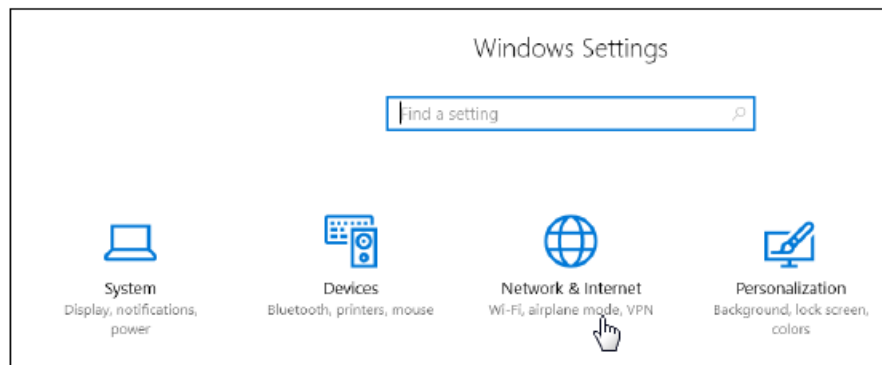 Windows Settings
Find a setting
System
Display, notifications,
power
Devices
Bluetooth, printers, mouse
Network & Internet
Wi-Fi, airplane mode, VPN
Personalization
Background, lock screen,
colors